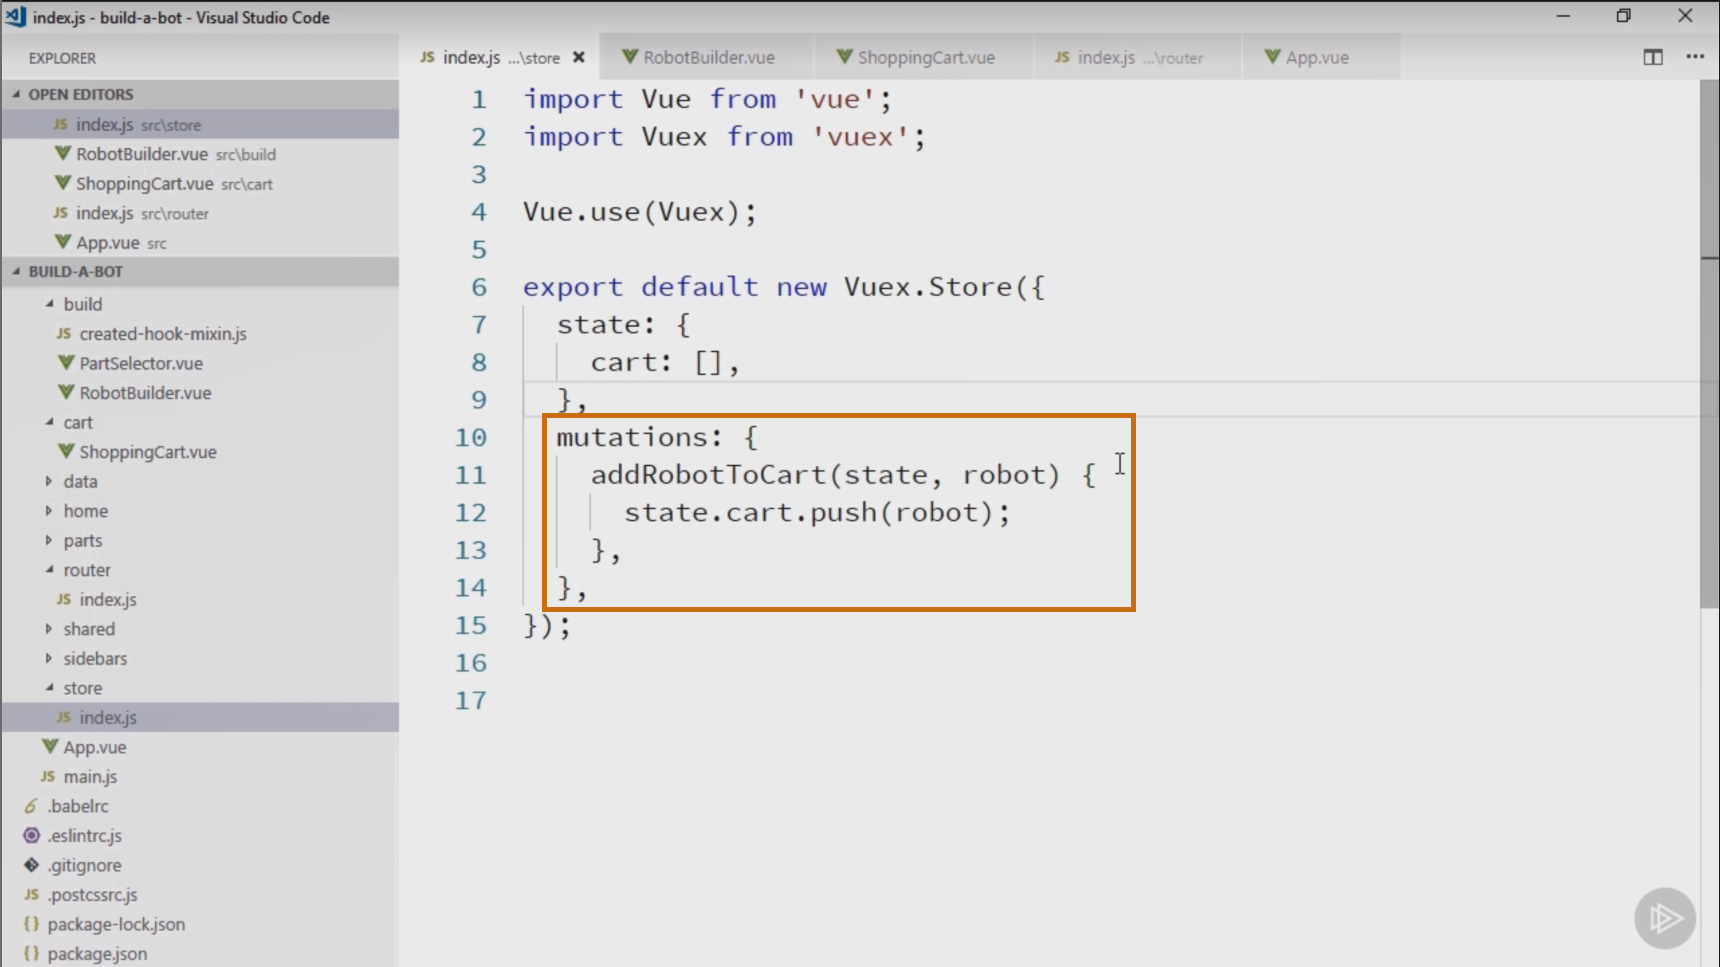 index.js - build-a-bot - Visual Studio Code
EXPLORER
OPEN EDITORS
JS index.js src\store
RobotBuilder.vue src\build
ShoppingCart.vue src\cart
JS index.js src\router
App.vue src
BUILD-A-BOT
build
JS created-hook-mixin.js
PartSelector.vue
RobotBuilder.vue
cart
ShoppingCart.vue
data
home
parts
router
JS index.js
shared
sidebars
store
JS index.js
App.vue
JS main.js
.babelrc
.eslintrc.js
.gitignore
JS .postcssrc.js
{} package-lock.json
{} package.json
JS index.js ...\store RobotBuilder.vue ShoppingCart.vue JS index.js ...\router App.vue
1 import Vue from 'vue';
2 import Vuex from 'vuex';
3
4 Vue.use(Vuex);
5
6 export default new Vuex.Store({
7 state: {
8 cart: [],
9 },
10 mutations: {
11 addRobotToCart(state, robot) {
12 state.cart.push(robot);
13 },
14 },
15 });
16
17